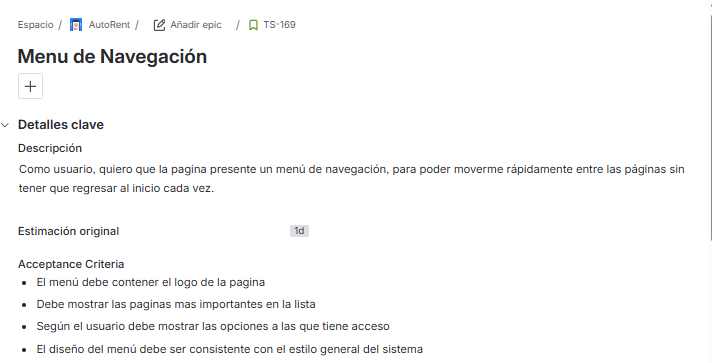 Espacio / AutoRent / Añadir epic / TS-169
Menu de Navegación
Detalles clave
Descripción
Como usuario, quiero que la pagina presente un menú de navegación, para poder moverme rápidamente entre las páginas sin
tener que regresar al inicio cada vez.
Estimación original 1d
Acceptance Criteria
• El menú debe contener el logo de la pagina
• Debe mostrar las paginas mas importantes en la lista
• Según el usuario debe mostrar las opciones a las que tiene acceso
• El diseño del menú debe ser consistente con el estilo general del sistema